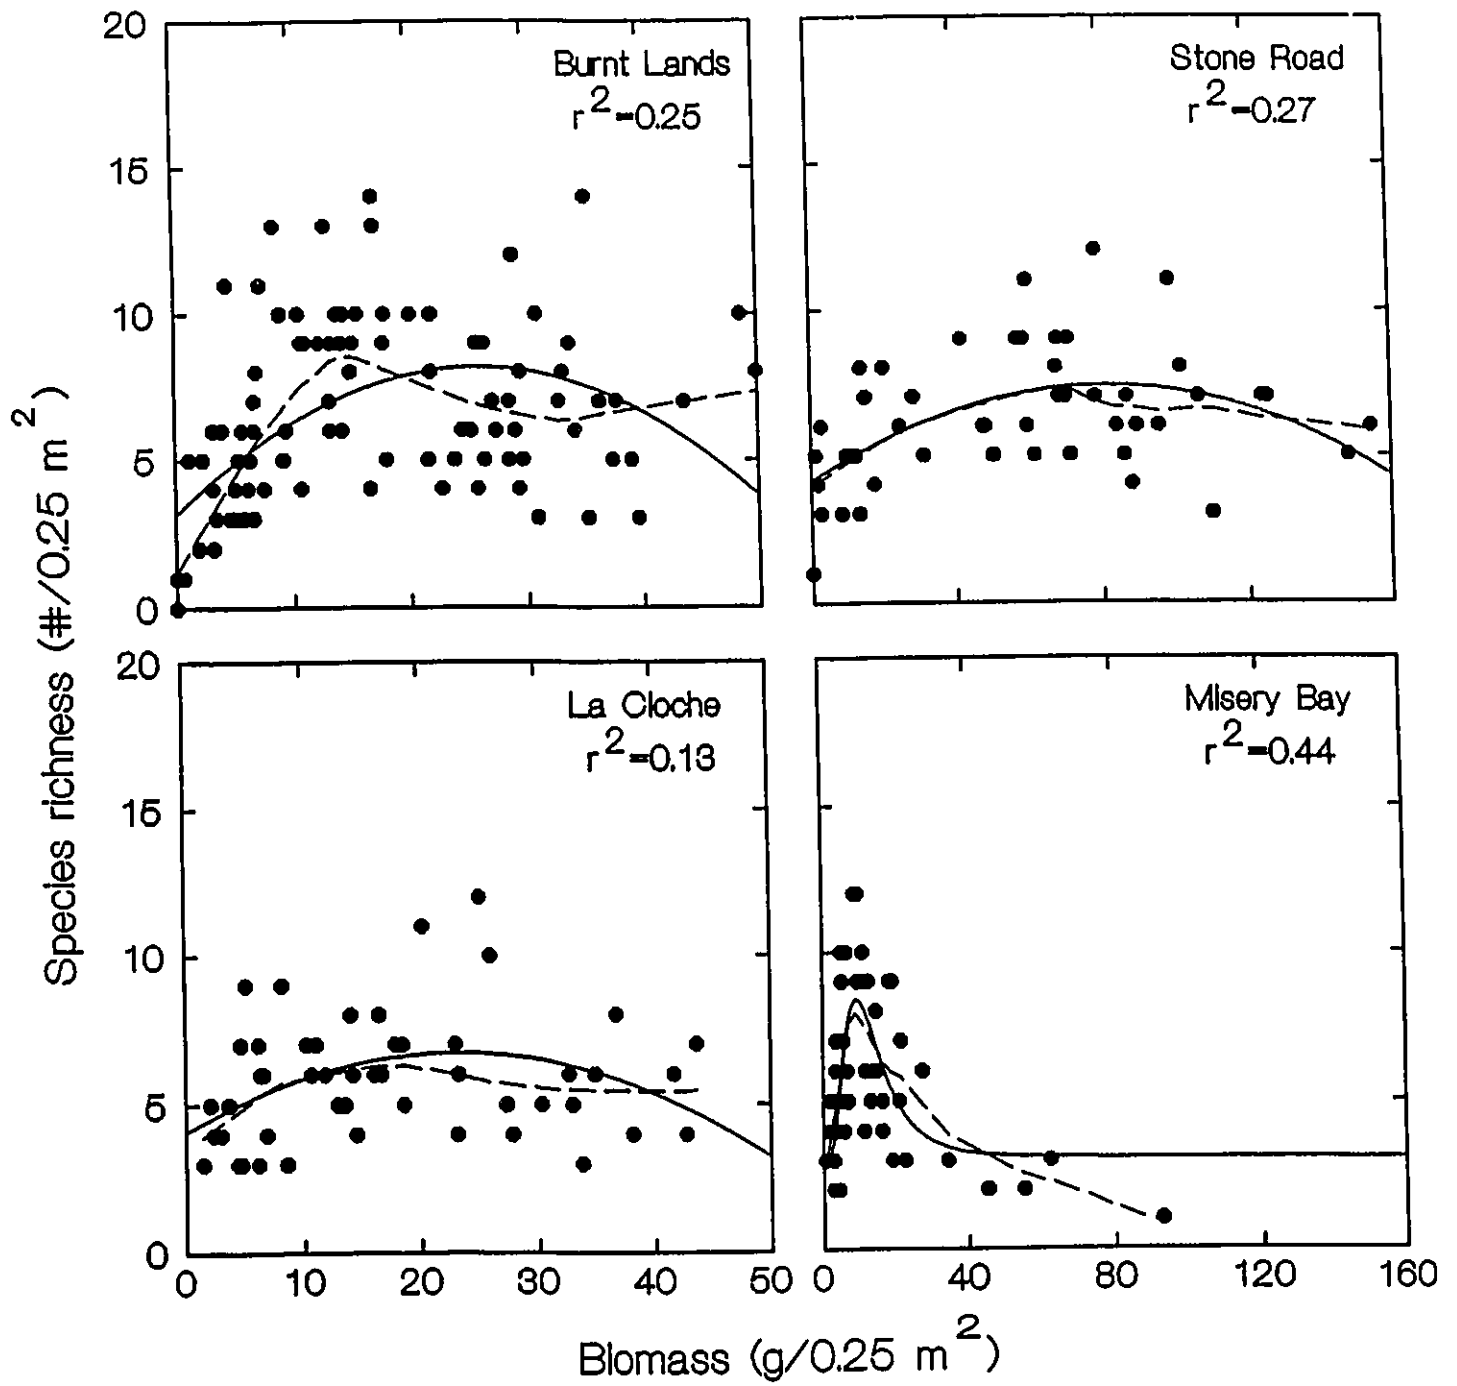 Species richness (#/0.25 m²)
20
15
10
5
0
Burnt Lands
r²=0.25
Stone Road
r²=0.27
20
15
10
5
0
La Cloche
r²=0.13
Misery Bay
r²=0.44
0 10 20 30 40 50
0 40 80 120 160
Biomass (g/0.25 m²)